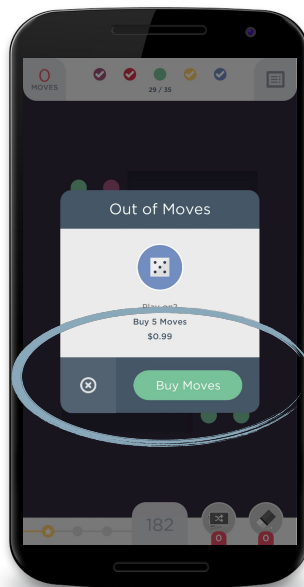 0
MOVES
29 / 35
Out of Moves
Play on?
Buy 5 Moves
$0.99
Buy Moves
182
0
0